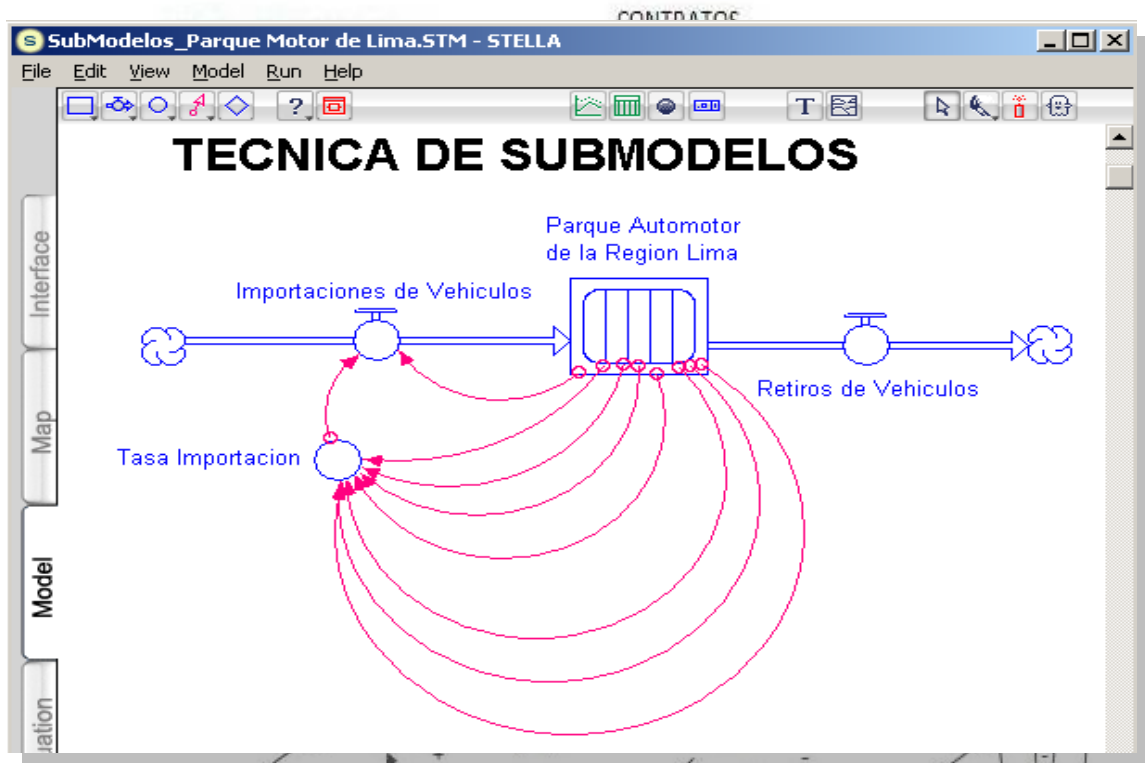 CONTRATOS
SubModelos_Parque Motor de Lima.STM - STELLA
File Edit View Model Run Help
? T
TECNICA DE SUBMODELOS
Parque Automotor
de la Region Lima
Importaciones de Vehiculos
Retiros de Vehiculos
Tasa Importacion
Interface
Map
Model
uation